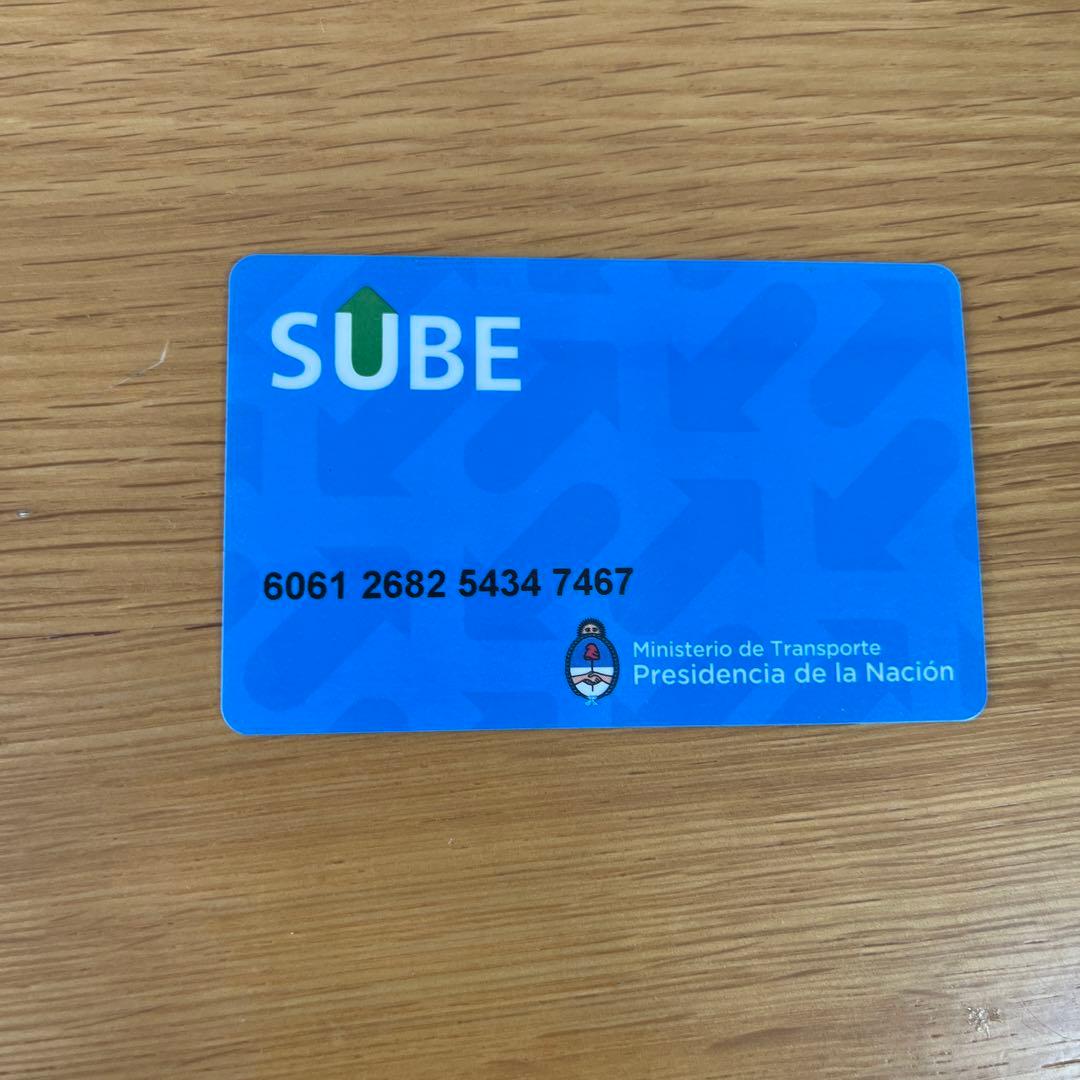 SUBE
6061 2682 5434 7467
Ministerio de Transporte
Presidencia de la Nación